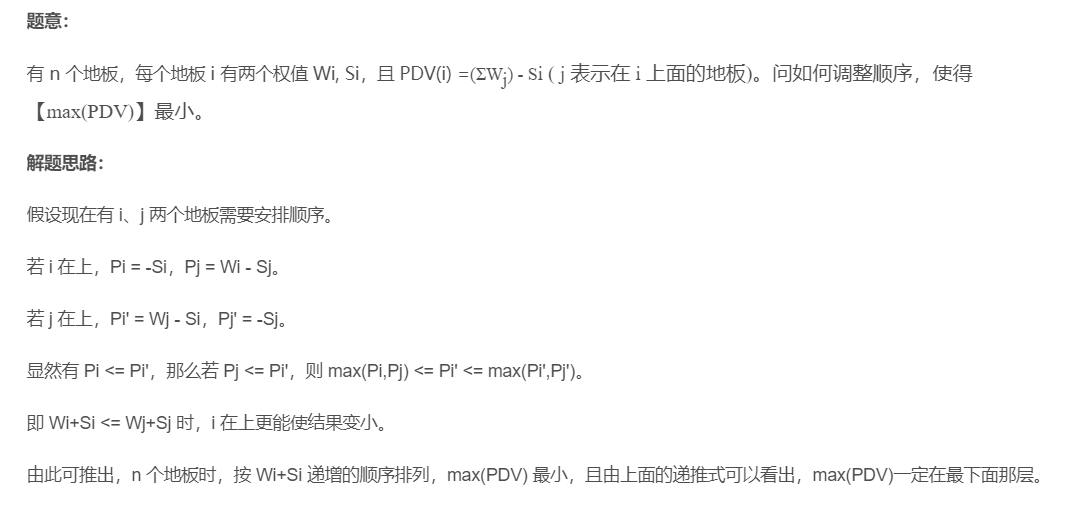 题意：
有 n 个地板，每个地板 i 有两个权值 Wi, Si，且 PDV(i) =(ΣWj) - Si ( j 表示在 i 上面的地板)。问如何调整顺序，使得
【max(PDV)】最小。
解题思路：
假设现在有 i、j 两个地板需要安排顺序。
若 i 在上，Pi = -Si，Pj = Wi - Sj。
若 j 在上，Pi' = Wj - Si，Pj' = -Sj。
显然有 Pi <= Pi'，那么若 Pj <= Pi'，则 max(Pi,Pj) <= Pi' <= max(Pi',Pj')。
即 Wi+Si <= Wj+Sj 时，i 在上更能使结果变小。
由此可推出，n 个地板时，按 Wi+Si 递增的顺序排列，max(PDV) 最小，且由上面的递推式可以看出，max(PDV)一定在最下面那层。